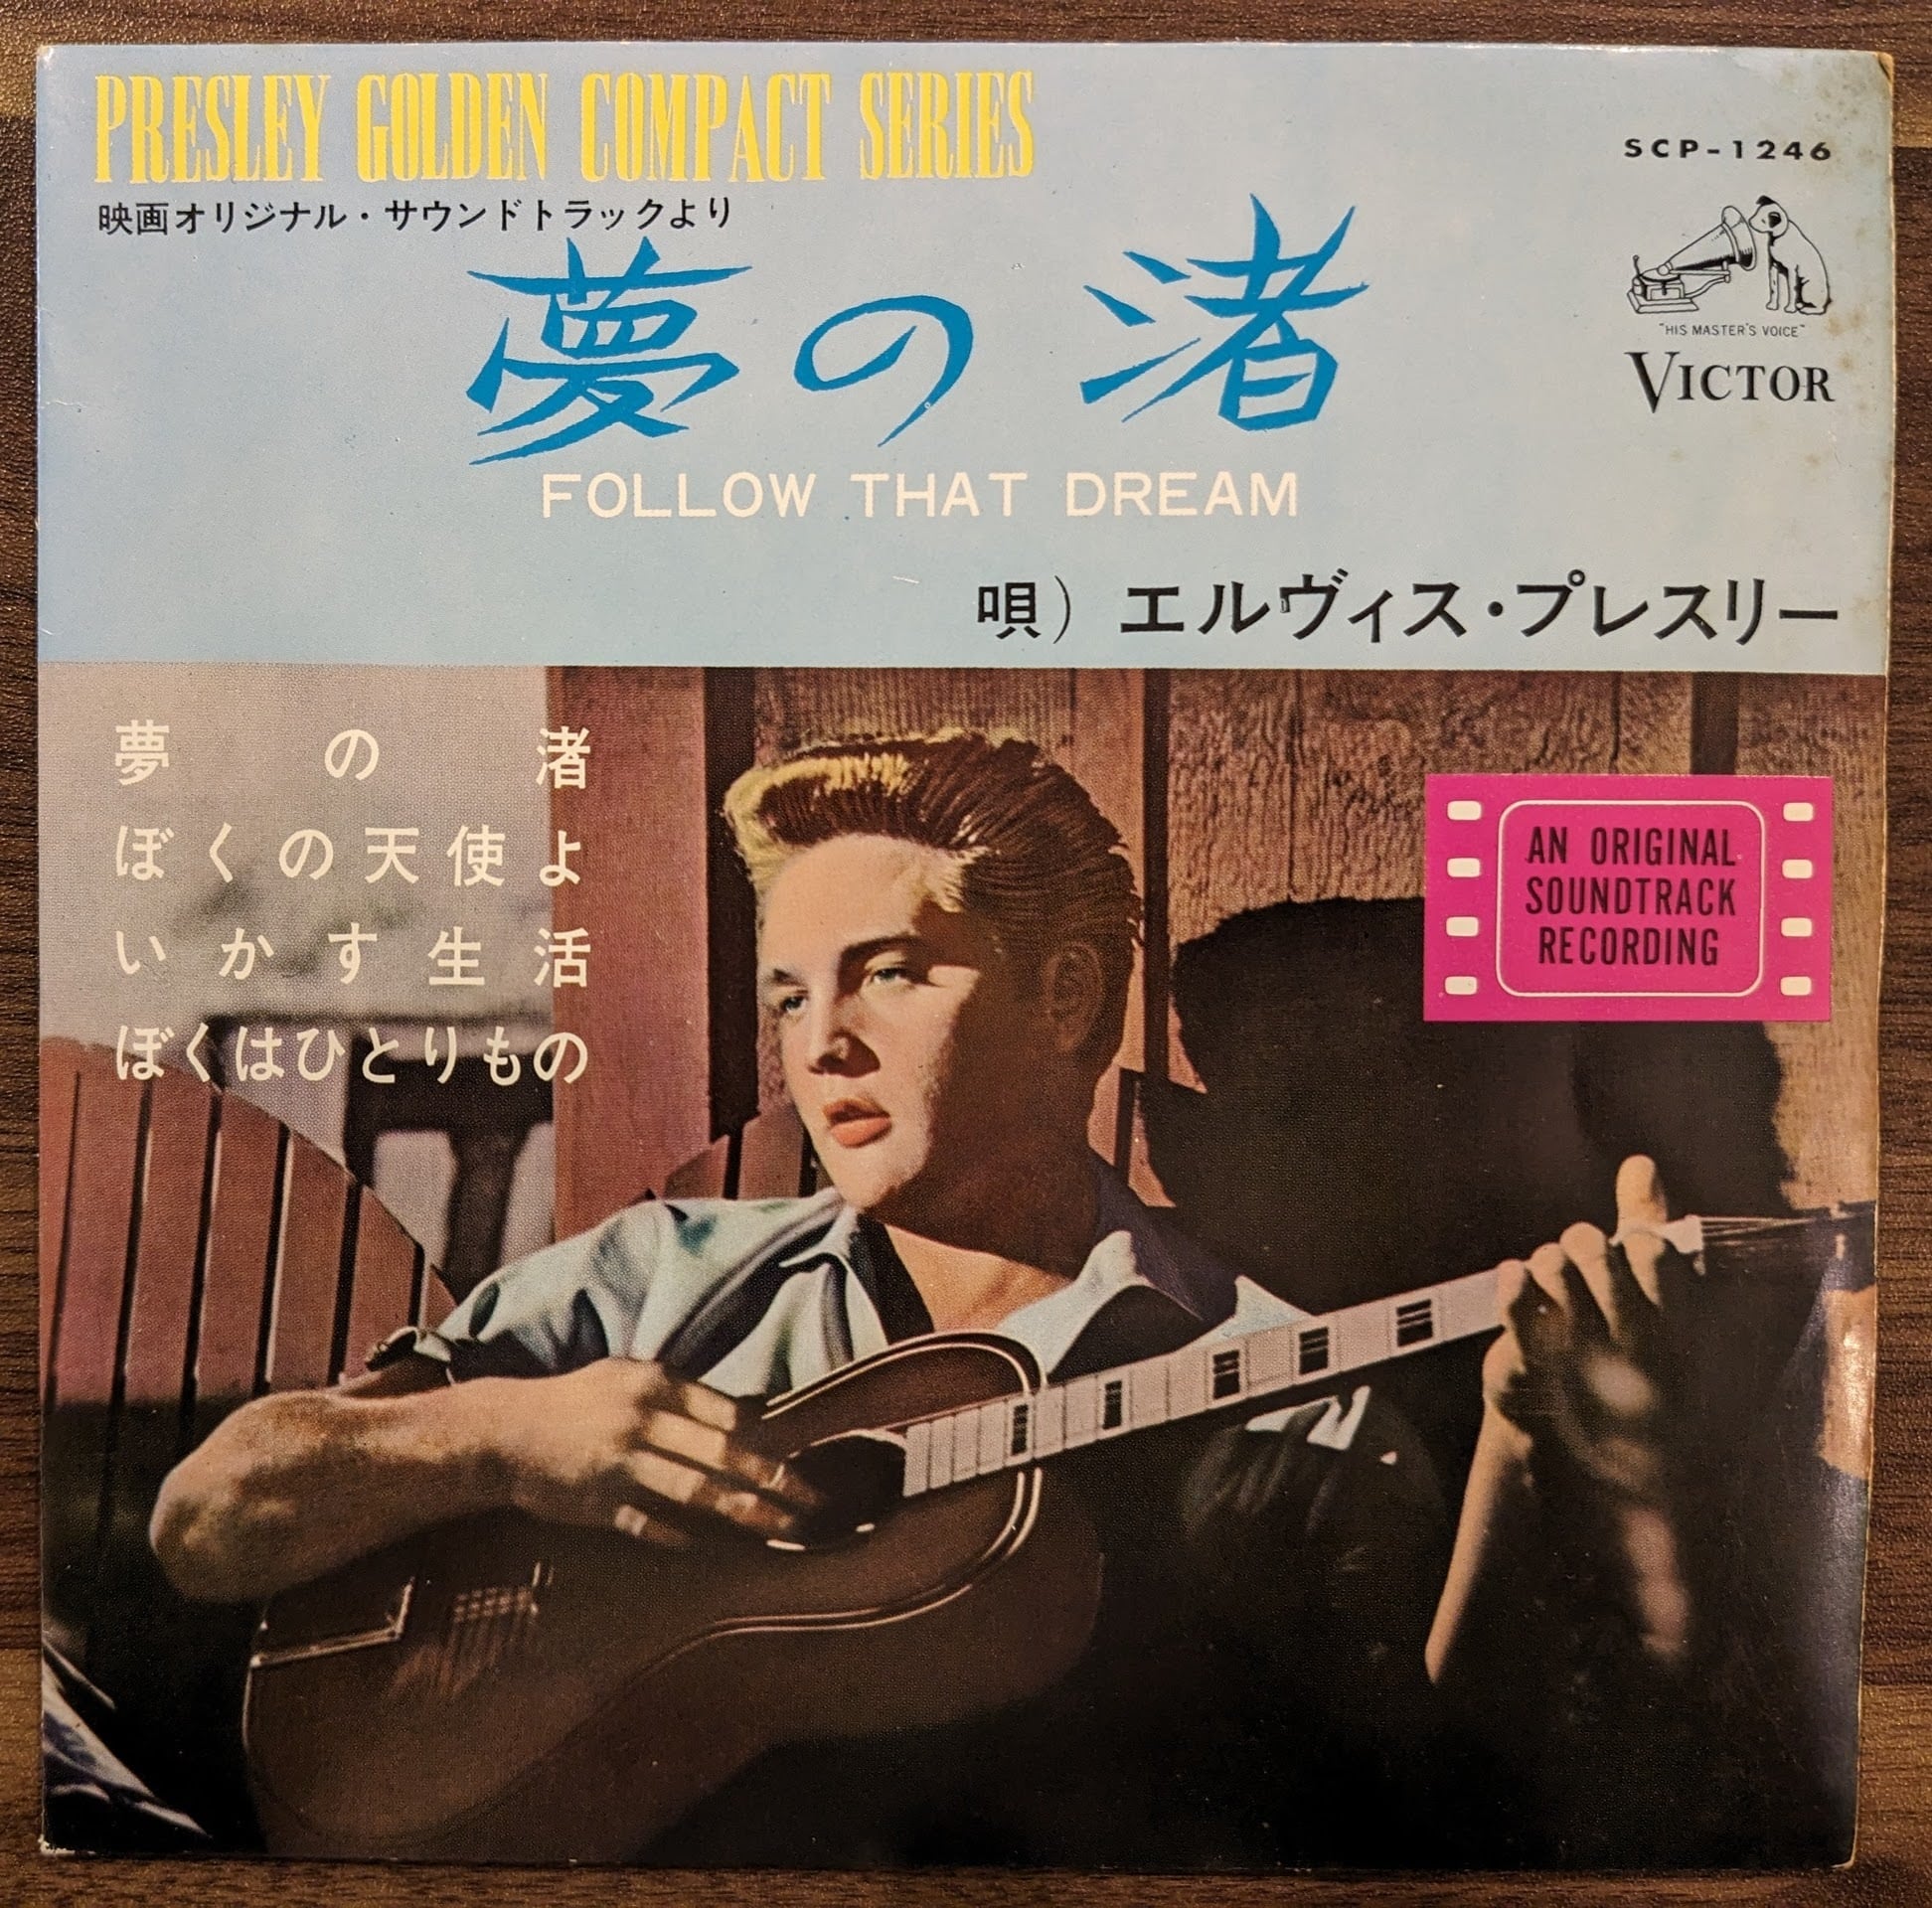 PRESLEY GOLDEN COMPACT SERIES
映画オリジナル・サウンドトラックより
SCP-1246
夢の渚
"HIS MASTER'S VOICE"
VICTOR
FOLLOW THAT DREAM
唄）エルヴィス・プレスリー
夢の渚
ぼくの天使よ
いかす生活
ぼくはひとりもの
AN ORIGINAL
SOUNDTRACK
RECORDING